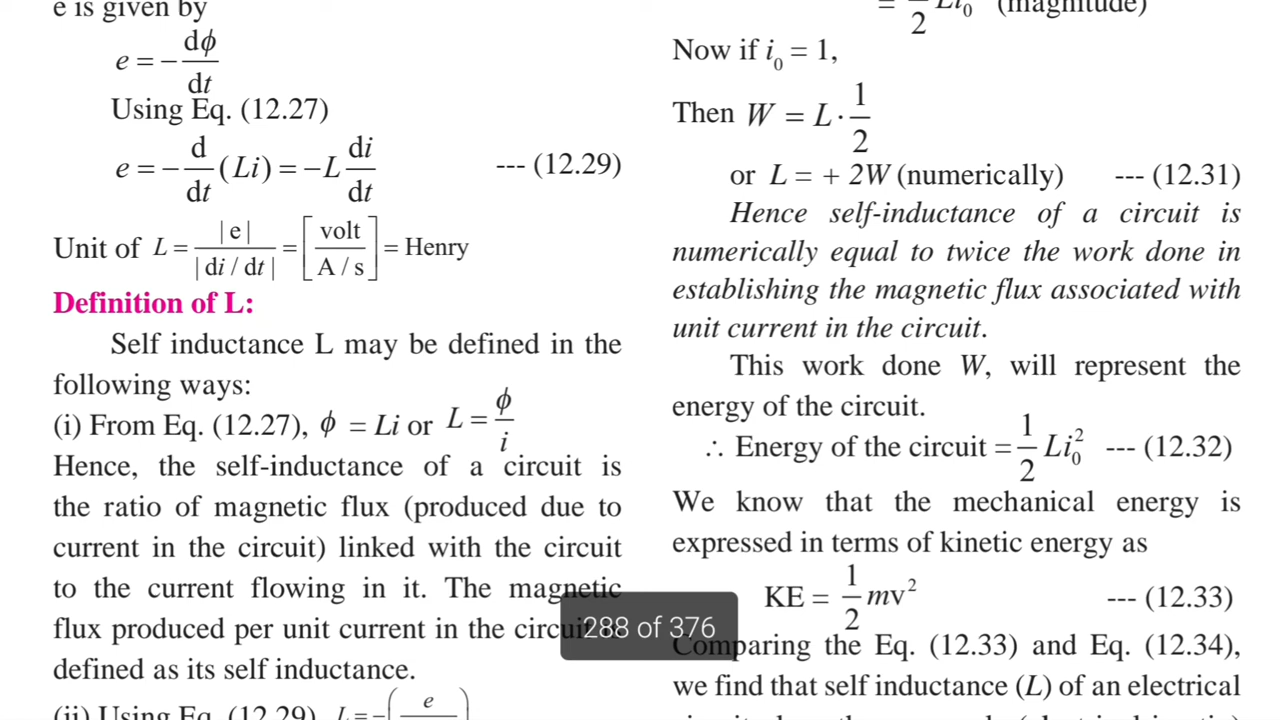 e is given by
e = − dϕ/dt
Using Eq. (12.27)
e = − d/dt (Li) = −L di/dt --- (12.29)
Unit of L = |e| / |di / dt| = [volt / A / s] = Henry
Definition of L:
Self inductance L may be defined in the
following ways:
(i) From Eq. (12.27), ϕ = Li or L = ϕ/i
Hence, the self-inductance of a circuit is
the ratio of magnetic flux (produced due to
current in the circuit) linked with the circuit
to the current flowing in it. The magnetic
flux produced per unit current in the circuit
defined as its self inductance.
(ii) Using Eq. (12.29), L = −( e
= 1/2 Li₀ (magnitude)
Now if i₀ = 1,
Then W = L · 1/2
or L = + 2W (numerically) --- (12.31)
Hence self-inductance of a circuit is
numerically equal to twice the work done in
establishing the magnetic flux associated with
unit current in the circuit.
This work done W, will represent the
energy of the circuit.
∴ Energy of the circuit = 1/2 Li₀² --- (12.32)
We know that the mechanical energy is
expressed in terms of kinetic energy as
KE = 1/2 mv² --- (12.33)
Comparing the Eq. (12.33) and Eq. (12.34),
we find that self inductance (L) of an electrical
288 of 376